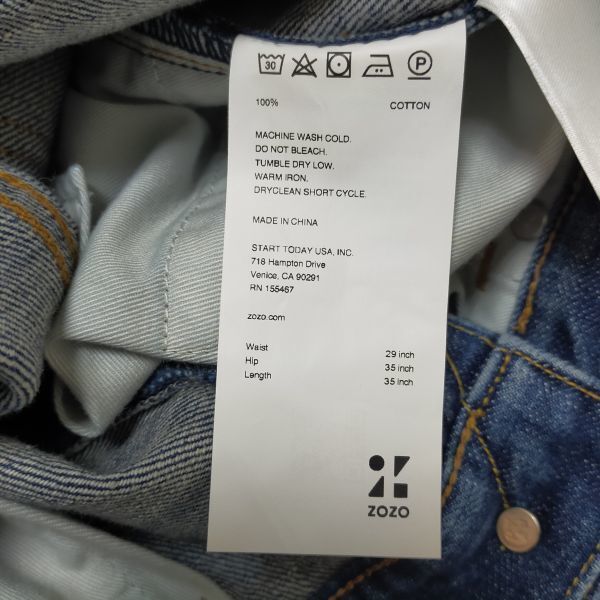 30
P
100% COTTON
MACHINE WASH COLD.
DO NOT BLEACH.
TUMBLE DRY LOW.
WARM IRON.
DRYCLEAN SHORT CYCLE.
MADE IN CHINA
START TODAY USA, INC.
718 Hampton Drive
Venice, CA 90291
RN 155467
zozo.com
Waist 29 inch
Hip 35 inch
Length 35 inch
ZOZO